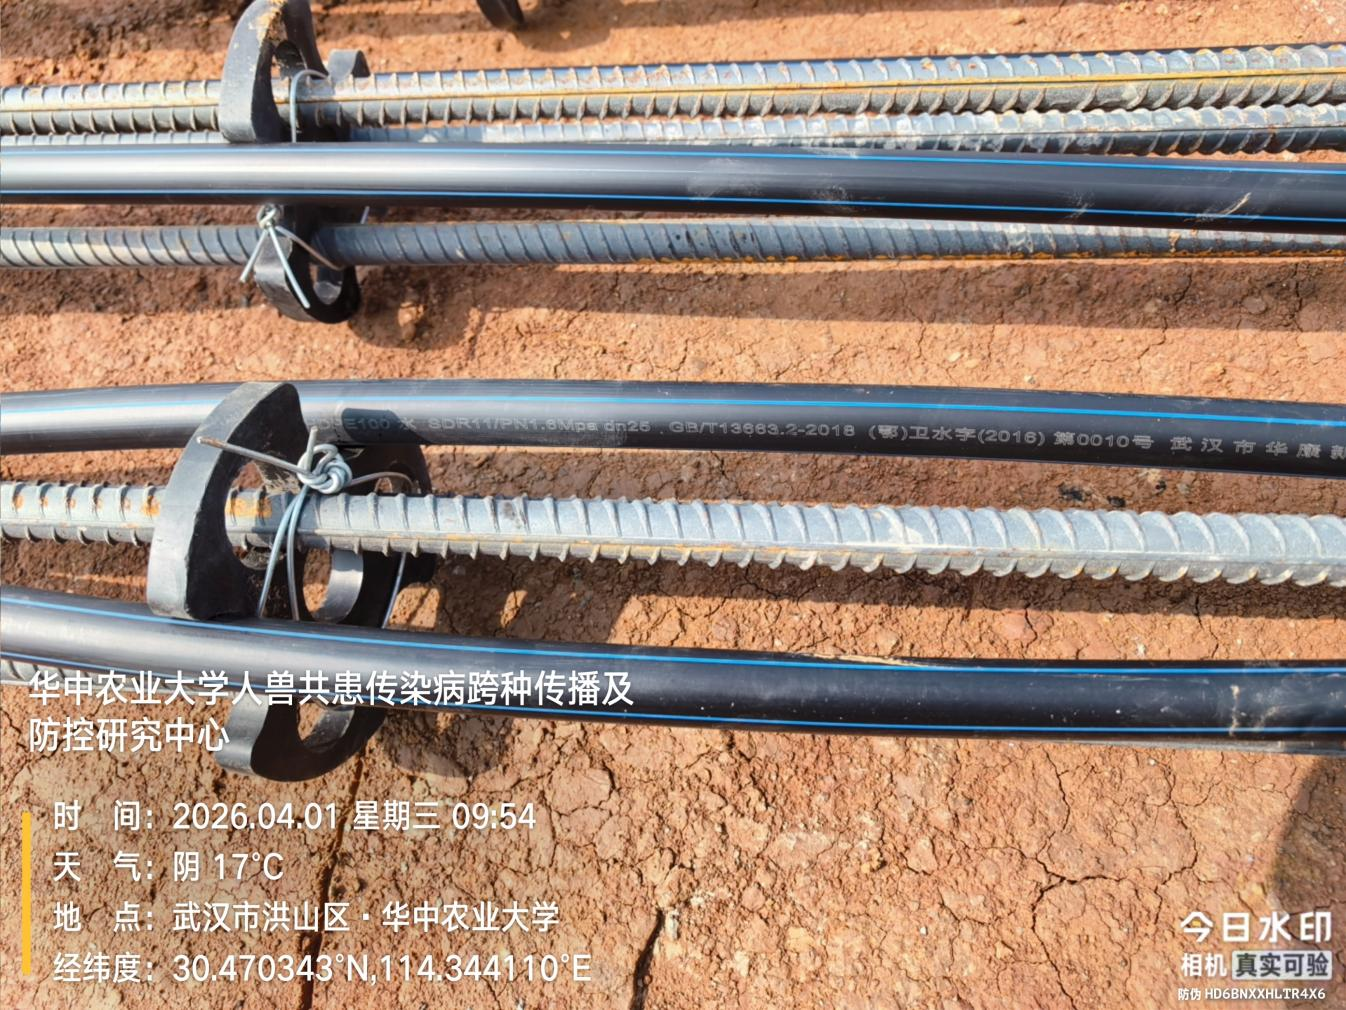 PE100 水 SDR11/PN1.6Mpa dn25 GB/T13663.2-2018 (鄂)卫水字(2016) 第0010号 武汉市华康新
华中农业大学人兽共患传染病跨种传播及
防控研究中心
时 间：2026.04.01 星期三 09:54
天 气：阴 17°C
地 点：武汉市洪山区·华中农业大学
经纬度：30.470343°N,114.344110°E
今日水印
相机 真实可验
防伪 HD6BNXXHLTR4X6